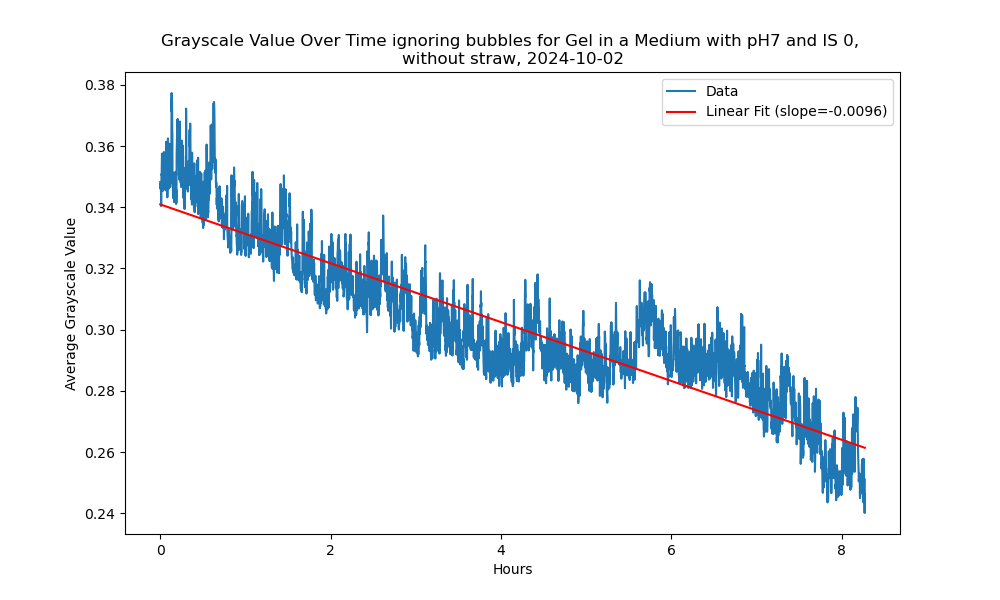 Grayscale Value Over Time ignoring bubbles for Gel in a Medium with pH7 and IS 0,
without straw, 2024-10-02
Data
Linear Fit (slope=-0.0096)
Average Grayscale Value
0.38
0.36
0.34
0.32
0.30
0.28
0.26
0.24
0 2 4 6 8
Hours